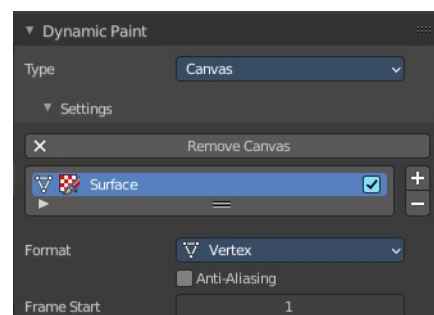 Dynamic Paint
Type Canvas
Settings
Remove Canvas
Surface
Format Vertex
Anti-Aliasing
Frame Start 1